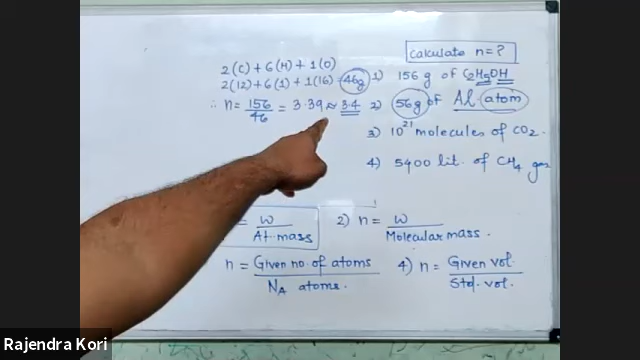 calculate n=?
2(C)+6(H)+1(O)
2(12)+6(1)+1(16) = 46g
∴ n = 156/46 = 3.39 ≈ 3.4
1) 156 g of C2H5OH
2) 56g of Al atom
3) 10^21 molecules of CO2.
4) 5400 lit. of CH4 gas
= W/At.mass
2) n = W/Molecular mass.
n = Given no. of atoms/NA atoms.
4) n = Given vol/Std. vol.
Rajendra Kori